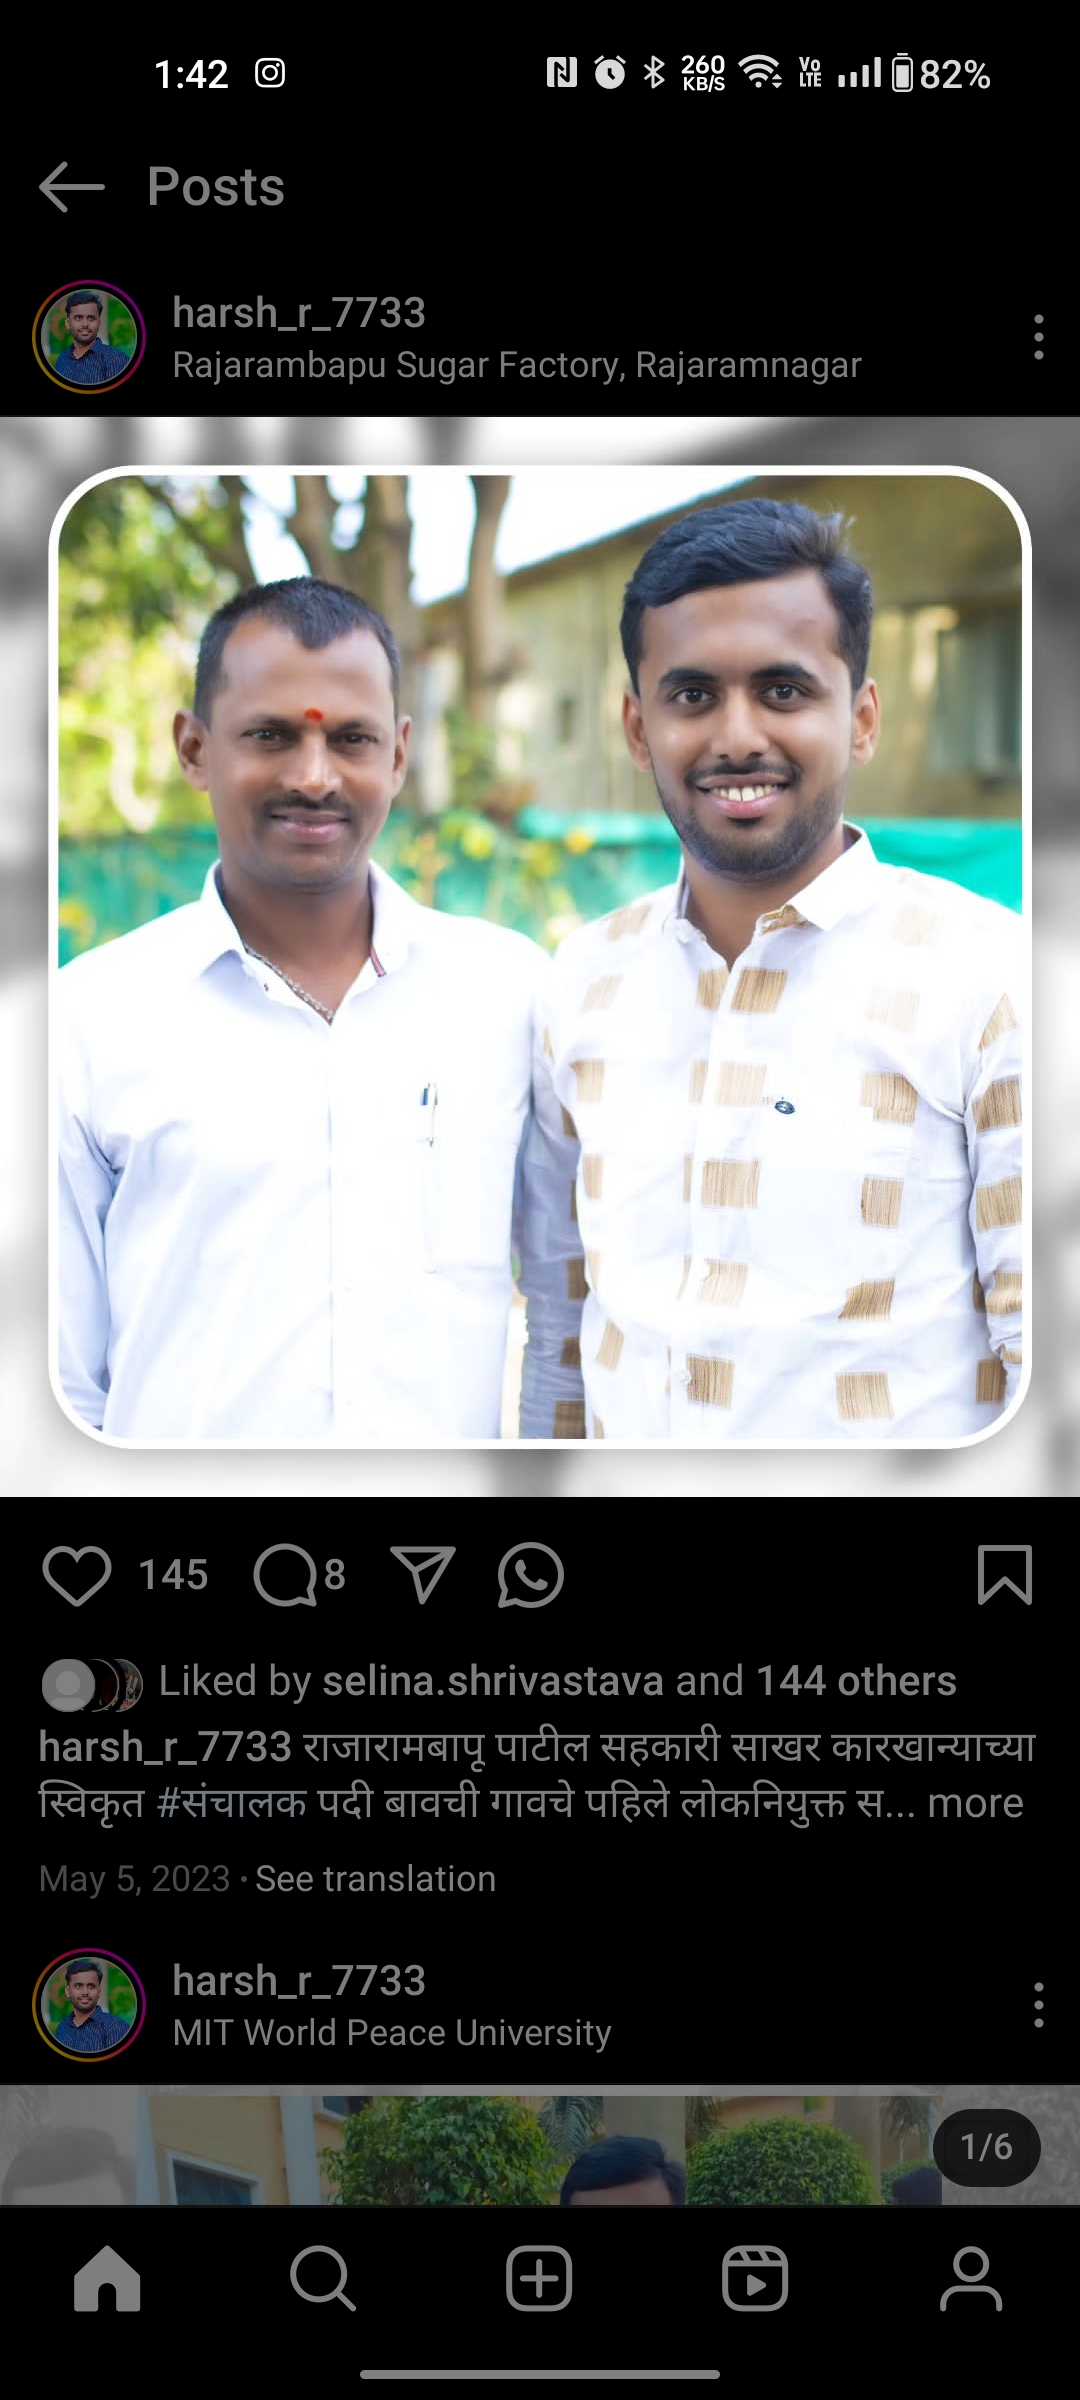 1:42
260
KB/S
Vo
LTE
82%
Posts
harsh_r_7733
Rajarambapu Sugar Factory, Rajaramnagar
145
8
Liked by selina.shrivastava and 144 others
harsh_r_7733 राजारामबापू पाटील सहकारी साखर कारखान्याच्या
स्विकृत #संचालक पदी बावची गावचे पहिले लोकनियुक्त स... more
May 5, 2023 · See translation
harsh_r_7733
MIT World Peace University
1/6